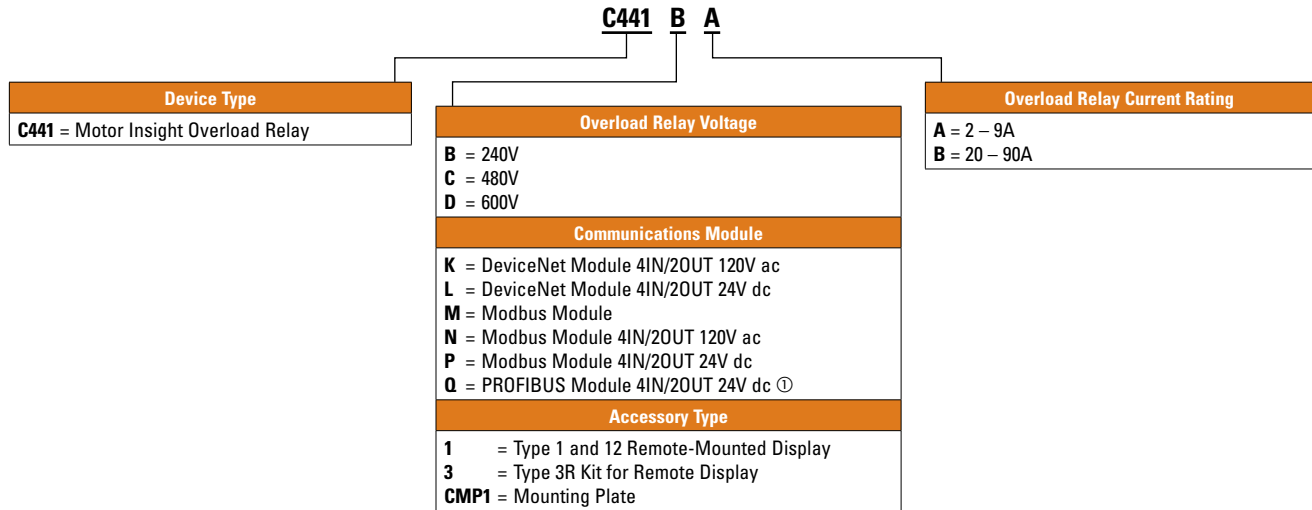 C441 B A
Device Type
C441 = Motor Insight Overload Relay
Overload Relay Voltage
B = 240V
C = 480V
D = 600V
Communications Module
K = DeviceNet Module 4IN/2OUT 120V ac
L = DeviceNet Module 4IN/2OUT 24V dc
M = Modbus Module
N = Modbus Module 4IN/2OUT 120V ac
P = Modbus Module 4IN/2OUT 24V dc
Q = PROFIBUS Module 4IN/2OUT 24V dc ①
Accessory Type
1 = Type 1 and 12 Remote-Mounted Display
3 = Type 3R Kit for Remote Display
CMP1 = Mounting Plate
Overload Relay Current Rating
A = 2 – 9A
B = 20 – 90A